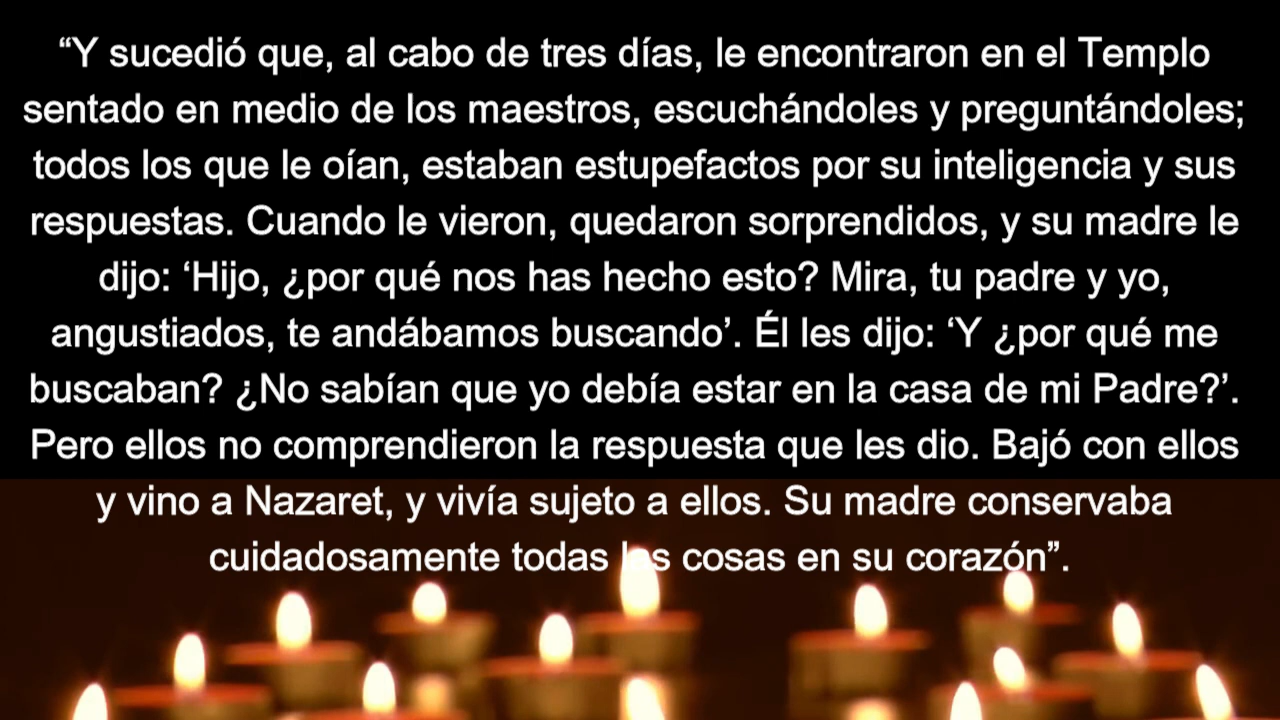 “Y sucedió que, al cabo de tres días, le encontraron en el Templo
sentado en medio de los maestros, escuchándoles y preguntándoles;
todos los que le oían, estaban estupefactos por su inteligencia y sus
respuestas. Cuando le vieron, quedaron sorprendidos, y su madre le
dijo: ‘Hijo, ¿por qué nos has hecho esto? Mira, tu padre y yo,
angustiados, te andábamos buscando’. Él les dijo: ‘Y ¿por qué me
buscaban? ¿No sabían que yo debía estar en la casa de mi Padre?’.
Pero ellos no comprendieron la respuesta que les dio. Bajó con ellos
y vino a Nazaret, y vivía sujeto a ellos. Su madre conservaba
cuidadosamente todas las cosas en su corazón”.